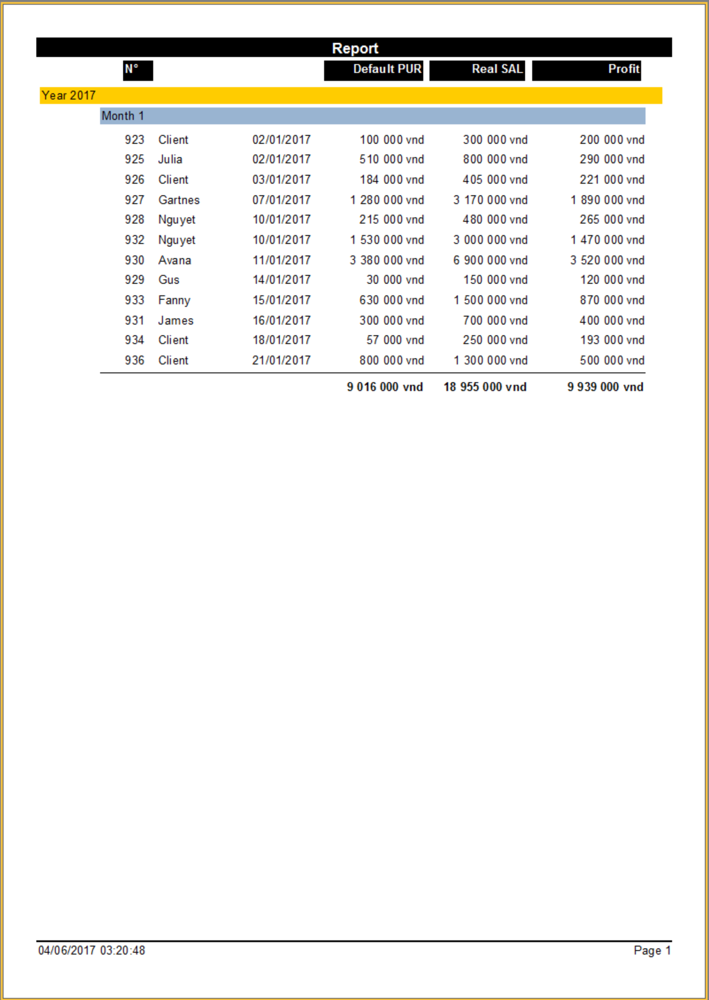 Report
N° Default PUR Real SAL Profit
Year 2017
Month 1
923 Client 02/01/2017 100 000 vnd 300 000 vnd 200 000 vnd
925 Julia 02/01/2017 510 000 vnd 800 000 vnd 290 000 vnd
926 Client 03/01/2017 184 000 vnd 405 000 vnd 221 000 vnd
927 Gartnes 07/01/2017 1 280 000 vnd 3 170 000 vnd 1 890 000 vnd
928 Nguyet 10/01/2017 215 000 vnd 480 000 vnd 265 000 vnd
932 Nguyet 10/01/2017 1 530 000 vnd 3 000 000 vnd 1 470 000 vnd
930 Avana 11/01/2017 3 380 000 vnd 6 900 000 vnd 3 520 000 vnd
929 Gus 14/01/2017 30 000 vnd 150 000 vnd 120 000 vnd
933 Fanny 15/01/2017 630 000 vnd 1 500 000 vnd 870 000 vnd
931 James 16/01/2017 300 000 vnd 700 000 vnd 400 000 vnd
934 Client 18/01/2017 57 000 vnd 250 000 vnd 193 000 vnd
936 Client 21/01/2017 800 000 vnd 1 300 000 vnd 500 000 vnd
9 016 000 vnd 18 955 000 vnd 9 939 000 vnd
04/06/2017 03:20:48 Page 1